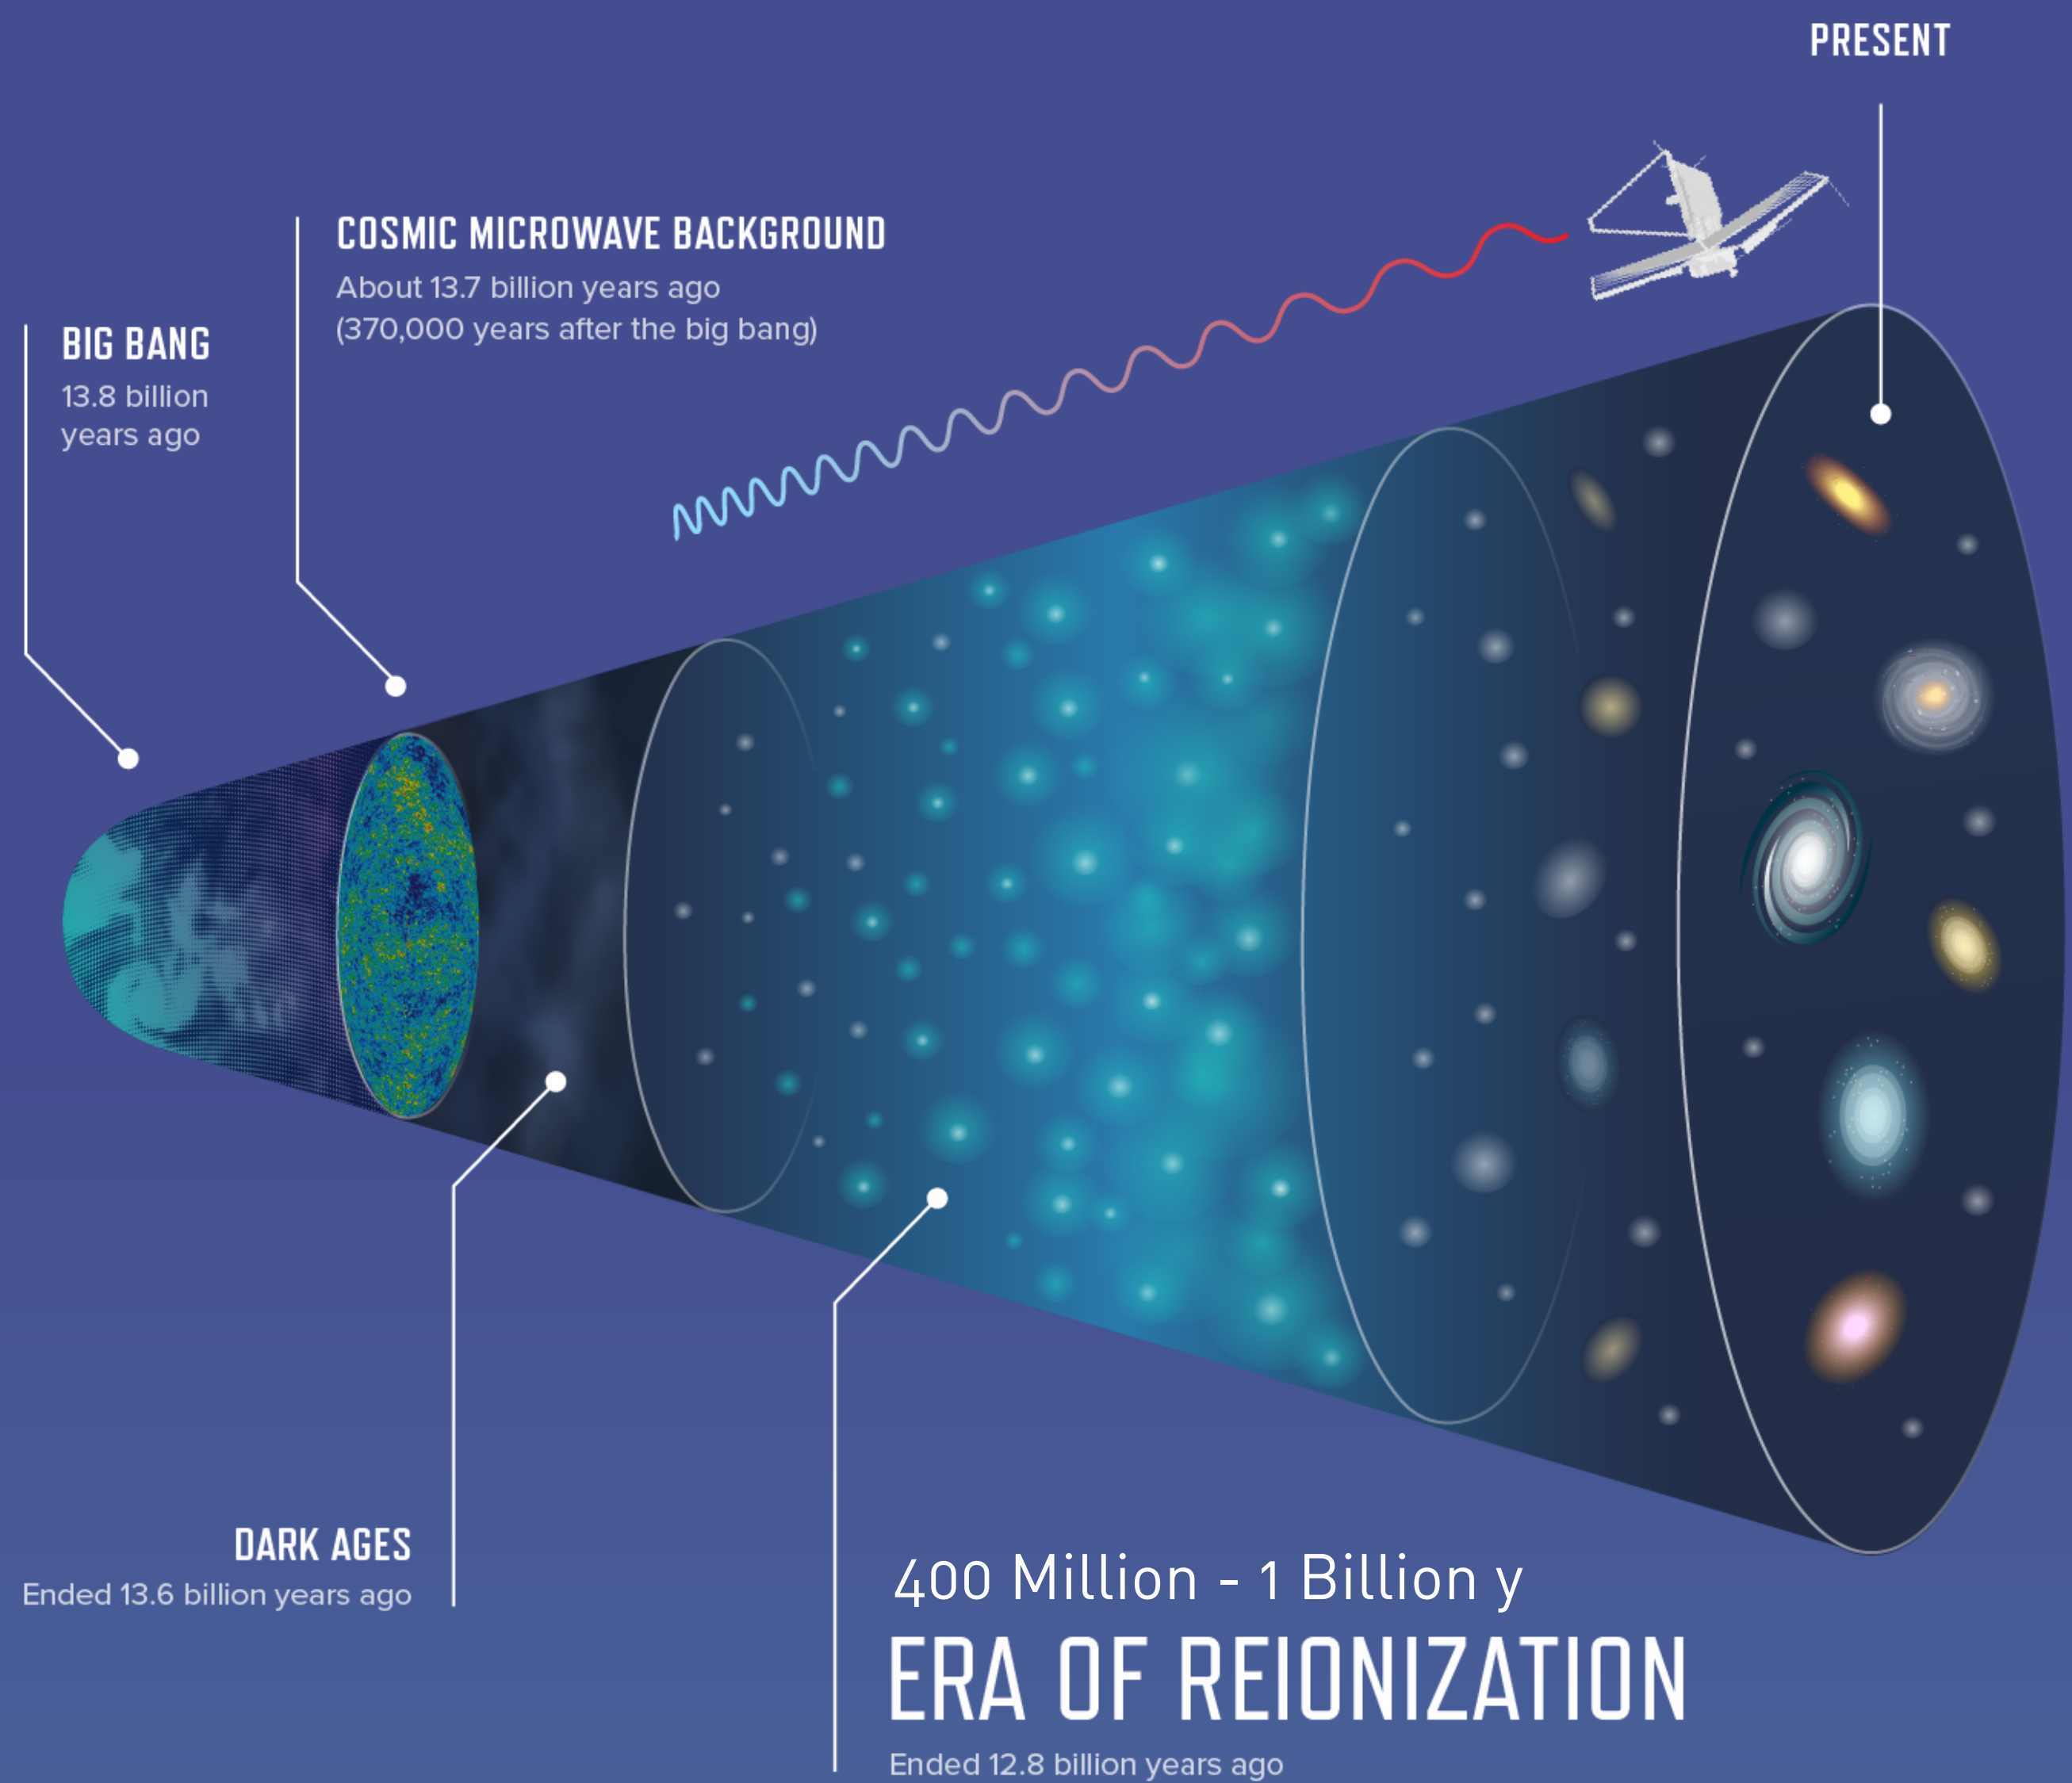 PRESENT
COSMIC MICROWAVE BACKGROUND
About 13.7 billion years ago
(370,000 years after the big bang)
BIG BANG
13.8 billion
years ago
DARK AGES
Ended 13.6 billion years ago
400 Million - 1 Billion y
ERA OF REIONIZATION
Ended 12.8 billion years ago